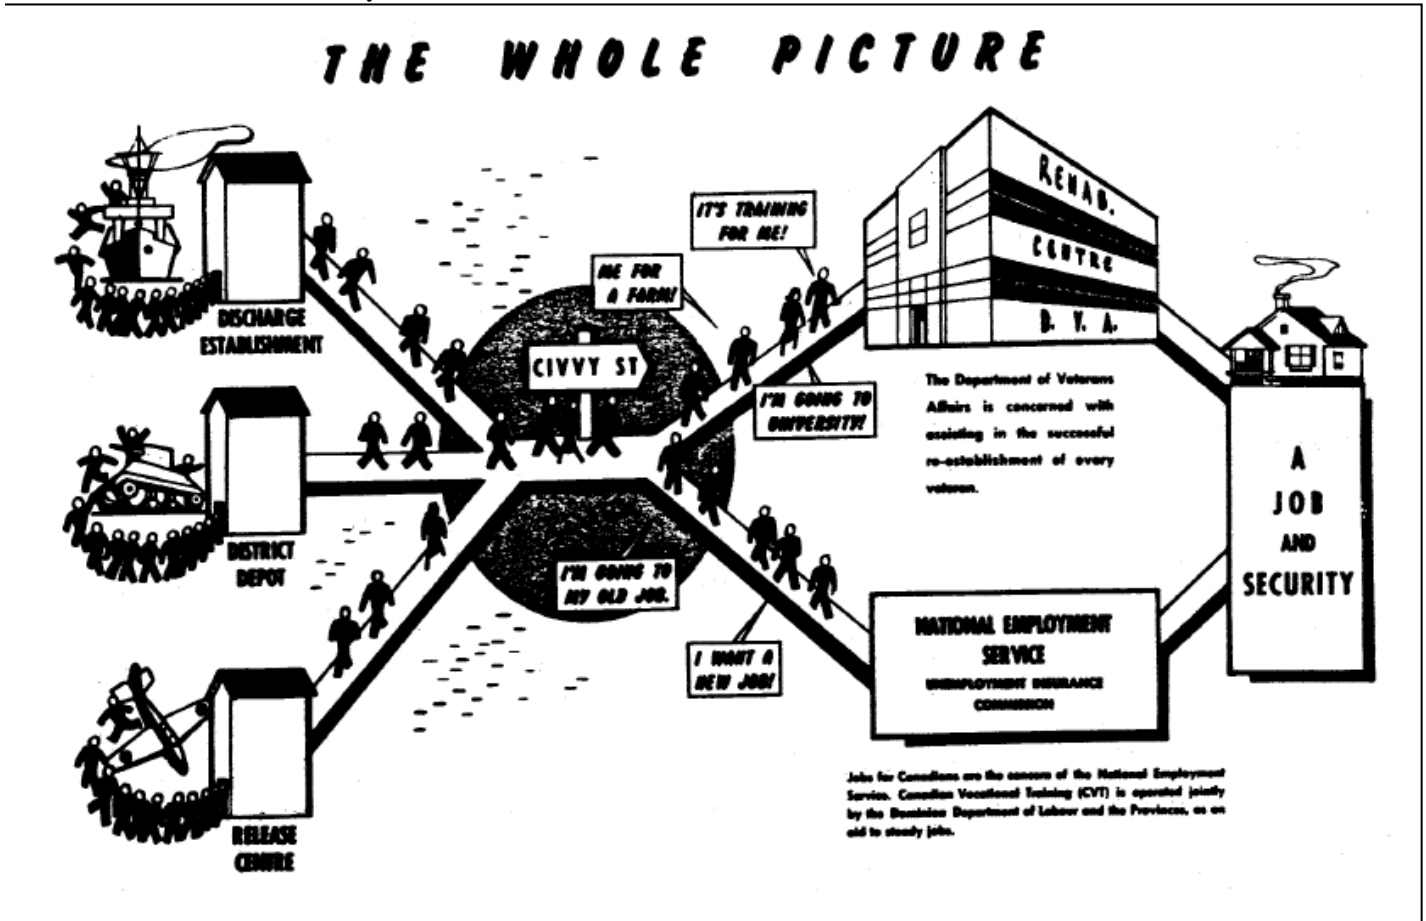 THE WHOLE PICTURE
DISCHARGE
ESTABLISHMENT
DISTRICT
DEPOT
RELEASE
CENTRE
CIVVY ST
ME FOR
A FARM!
IT'S TRAINING
FOR ME!
I'M GOING TO
UNIVERSITY!
I'M GOING TO
MY OLD JOB.
I WANT A
NEW JOB!
REHAB.
CENTRE
D. V. A.
The Department of Veterans
Affairs is concerned with
assisting in the successful
re-establishment of every
veteran.
NATIONAL EMPLOYMENT
SERVICE
UNEMPLOYMENT INSURANCE
COMMISSION
Jobs for Canadians are the concern of the National Employment
Service. Canadian Vocational Training (CVT) is operated jointly
by the Dominion Department of Labour and the Provinces, as an
aid to steady jobs.
A
JOB
AND
SECURITY